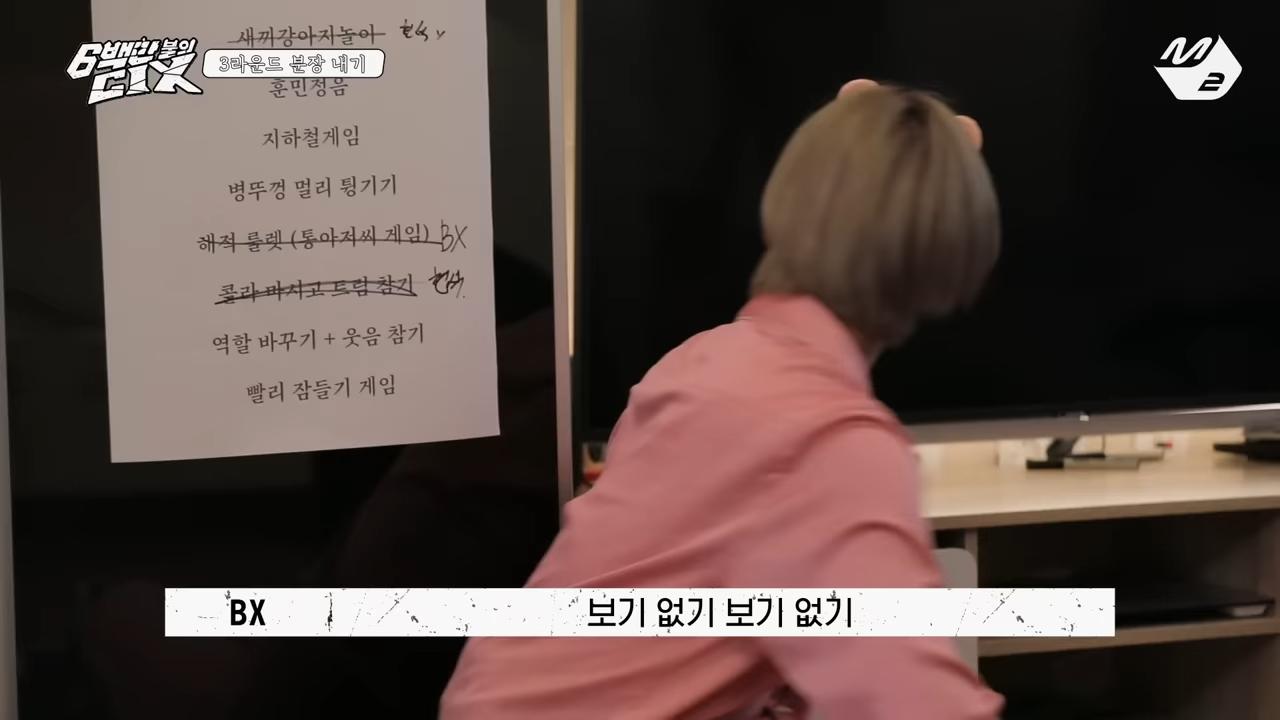 새끼강아지놀이 현석
6백만 불의 CIX
3라운드 분장 내기
M2
훈민정음
지하철게임
병뚜껑 멀리 튕기기
해적 룰렛 (통아저씨 게임) BX
콜라 마시고 트림 참기 현석
역할 바꾸기 + 웃음 참기
빨리 잠들기 게임
BX 보기 없기 보기 없기